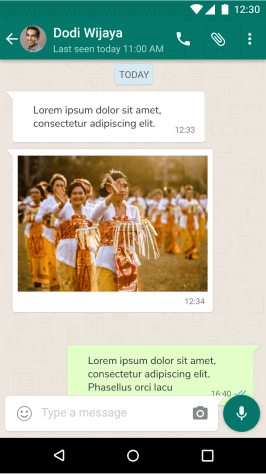 12:30
Dodi Wijaya
Last seen today 11:00 AM
TODAY
Lorem ipsum dolor sit amet,
consectetur adipiscing elit.
12:33
12:34
Lorem ipsum dolor sit amet,
consectetur adipiscing elit.
Phasellus orci lacu
16:40
Type a message